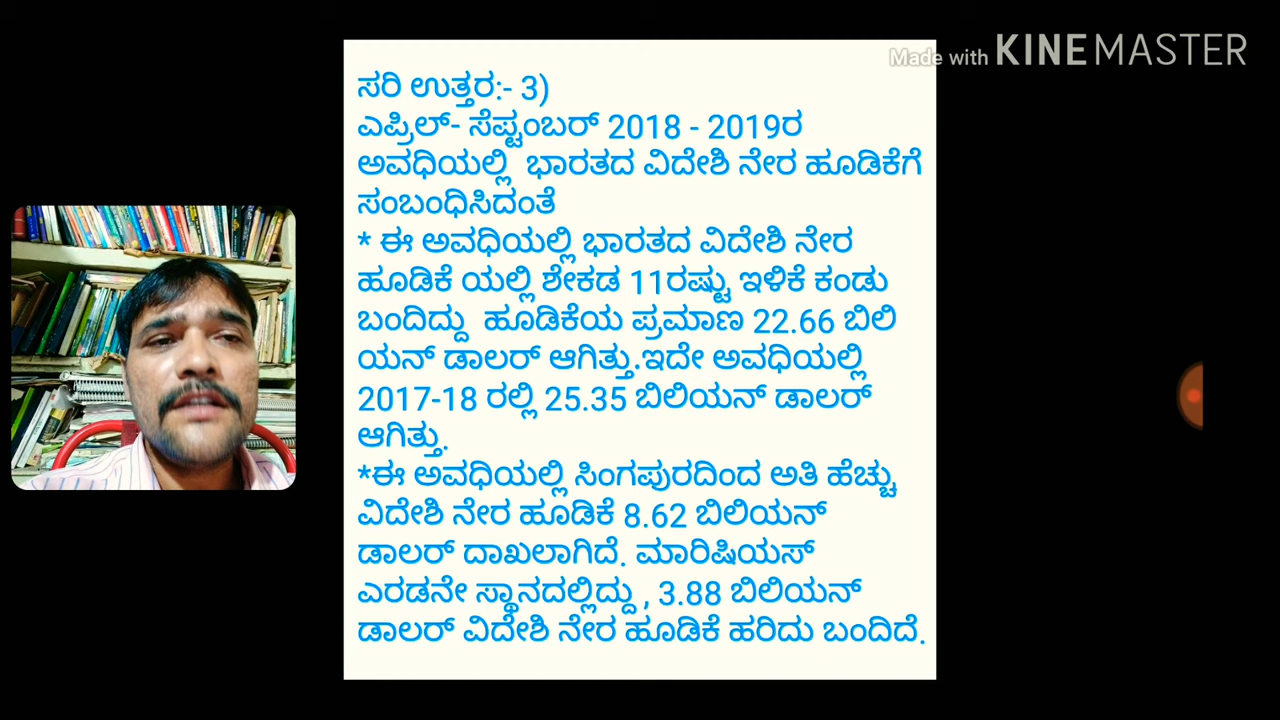 Made with KINEMASTER
ಸರಿ ಉತ್ತರ:- 3)
ಎಪ್ರಿಲ್- ಸೆಪ್ಟಂಬರ್ 2018 - 2019ರ
ಅವಧಿಯಲ್ಲಿ ಭಾರತದ ವಿದೇಶಿ ನೇರ ಹೂಡಿಕೆಗೆ
ಸಂಬಂಧಿಸಿದಂತೆ
* ಈ ಅವಧಿಯಲ್ಲಿ ಭಾರತದ ವಿದೇಶಿ ನೇರ
ಹೂಡಿಕೆ ಯಲ್ಲಿ ಶೇಕಡ 11ರಷ್ಟು ಇಳಿಕೆ ಕಂಡು
ಬಂದಿದ್ದು ಹೂಡಿಕೆಯ ಪ್ರಮಾಣ 22.66 ಬಿಲಿ
ಯನ್ ಡಾಲರ್ ಆಗಿತ್ತು.ಇದೇ ಅವಧಿಯಲ್ಲಿ
2017-18 ರಲ್ಲಿ 25.35 ಬಿಲಿಯನ್ ಡಾಲರ್
ಆಗಿತ್ತು.
*ಈ ಅವಧಿಯಲ್ಲಿ ಸಿಂಗಪುರದಿಂದ ಅತಿ ಹೆಚ್ಚು
ವಿದೇಶಿ ನೇರ ಹೂಡಿಕೆ 8.62 ಬಿಲಿಯನ್
ಡಾಲರ್ ದಾಖಲಾಗಿದೆ. ಮಾರಿಷಿಯಸ್
ಎರಡನೇ ಸ್ಥಾನದಲ್ಲಿದ್ದು , 3.88 ಬಿಲಿಯನ್
ಡಾಲರ್ ವಿದೇಶಿ ನೇರ ಹೂಡಿಕೆ ಹರಿದು ಬಂದಿದೆ.